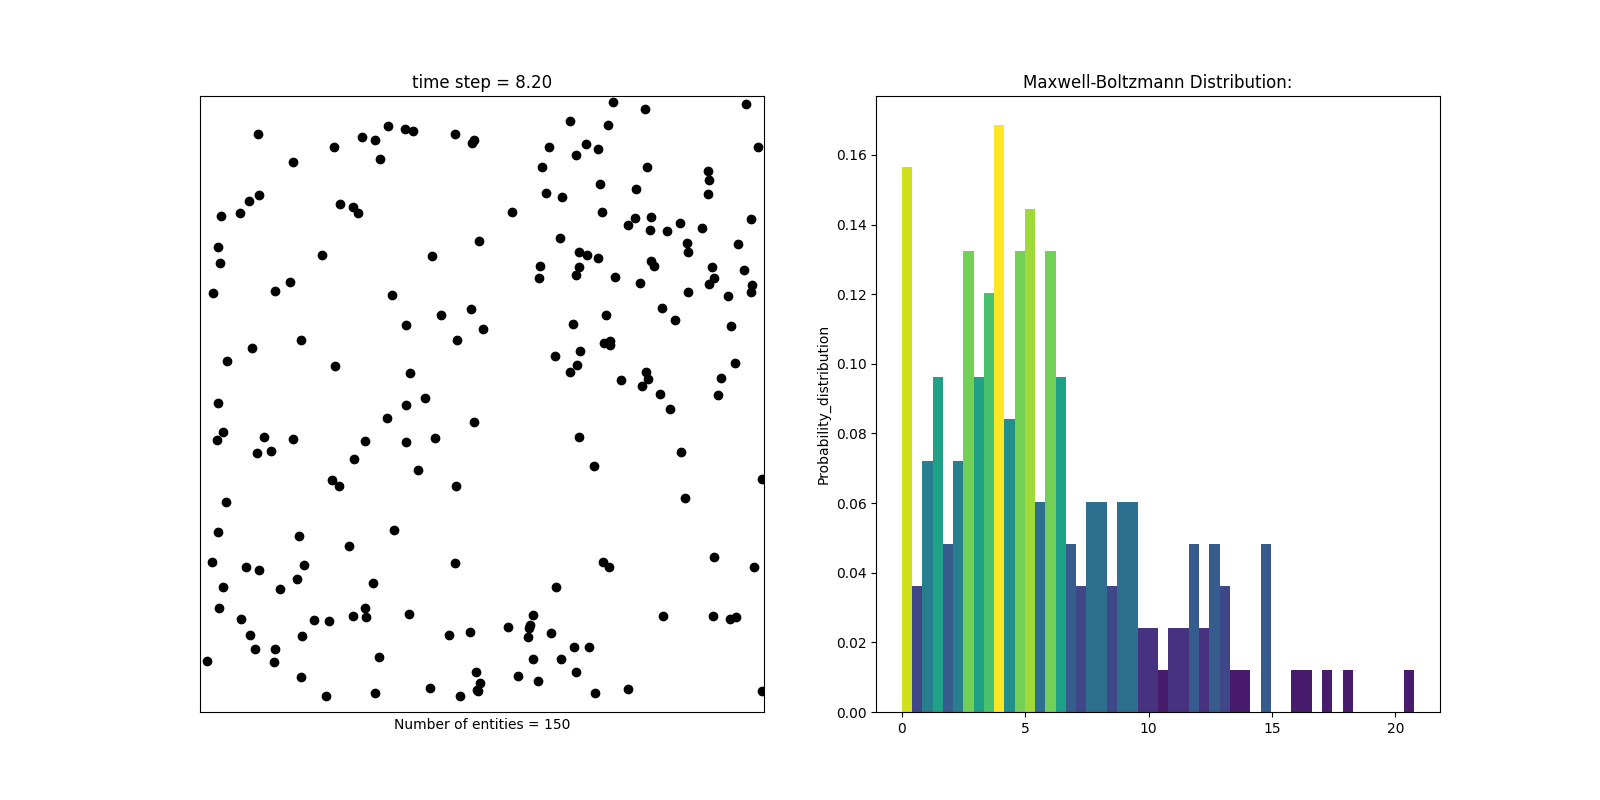 time step = 8.20
Number of entities = 150
Maxwell-Boltzmann Distribution:
Probability_distribution
0.16
0.14
0.12
0.10
0.08
0.06
0.04
0.02
0.00
0 5 10 15 20